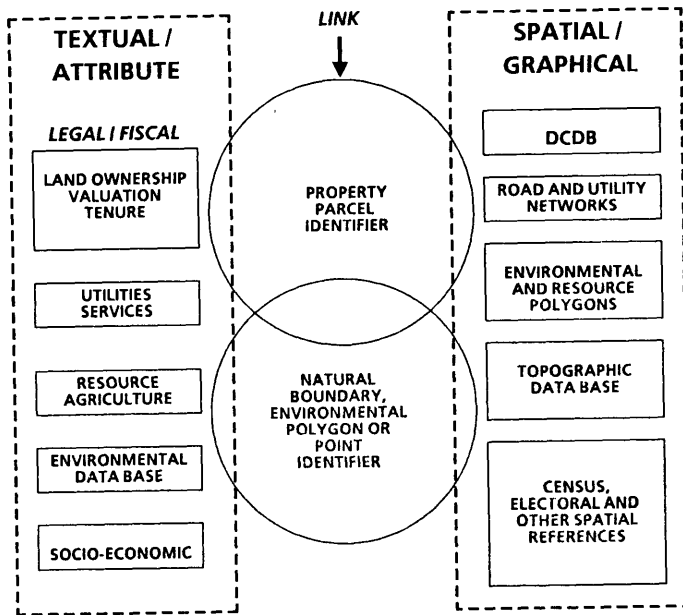 TEXTUAL /
ATTRIBUTE
LEGAL / FISCAL
LAND OWNERSHIP
VALUATION
TENURE
UTILITIES
SERVICES
RESOURCE
AGRICULTURE
ENVIRONMENTAL
DATA BASE
SOCIO-ECONOMIC
LINK
PROPERTY
PARCEL
IDENTIFIER
NATURAL
BOUNDARY,
ENVIRONMENTAL
POLYGON OR
POINT
IDENTIFIER
SPATIAL /
GRAPHICAL
DCDB
ROAD AND UTILITY
NETWORKS
ENVIRONMENTAL
AND RESOURCE
POLYGONS
TOPOGRAPHIC
DATA BASE
CENSUS,
ELECTORAL AND
OTHER SPATIAL
REFERENCES